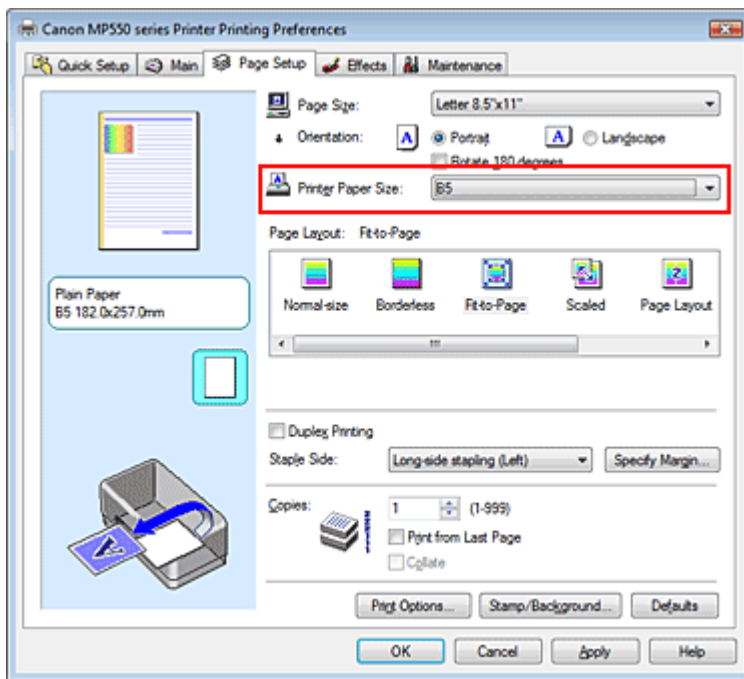 Canon MP550 series Printer Printing Preferences
Quick Setup Main Page Setup Effects Maintenance
Page Size: Letter 8.5"x11"
Orientation: A Portrait A Landscape
Rotate 180 degrees
Printer Paper Size: B5
Page Layout: Fit-to-Page
Normal-size Borderless Fit-to-Page Scaled Page Layout
Plain Paper
B5 182.0x257.0mm
Duplex Printing
Staple Side: Long-side stapling (Left) Specify Margin...
Copies: 1 (1-999)
Print from Last Page
Collate
Print Options... Stamp/Background... Defaults
OK Cancel Apply Help